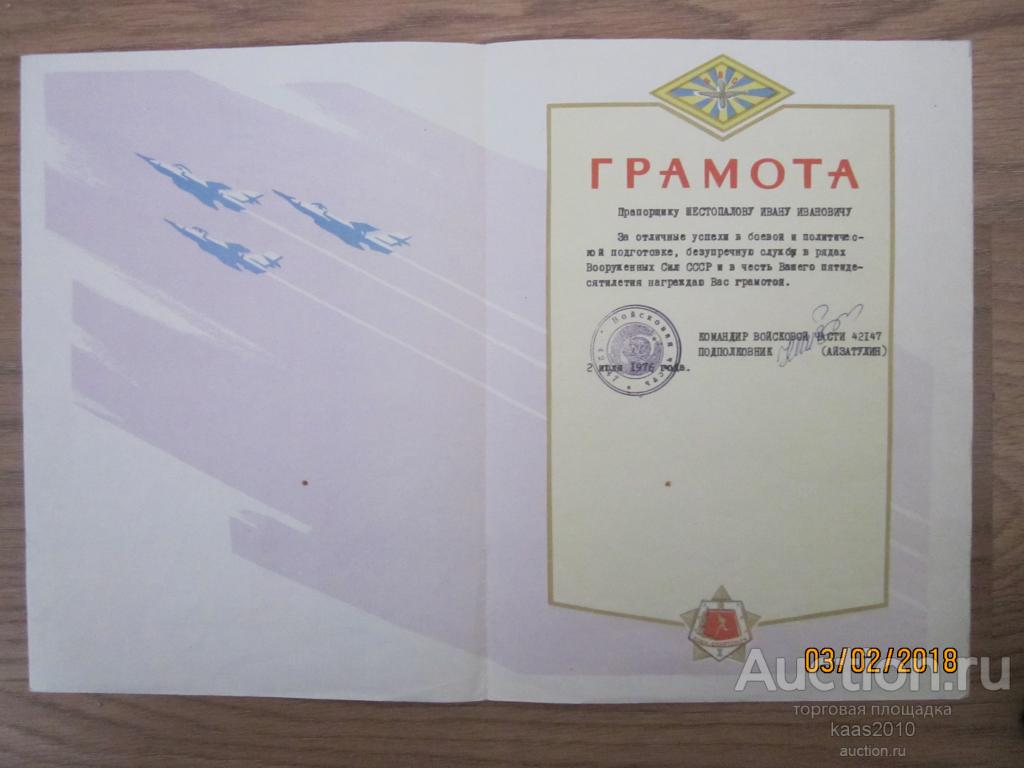 ГРАМОТА
Прапорщику ШЕСТОПАЛОВУ ИВАНУ ИВАНОВИЧУ
За отличные успехи в боевой и политичес-
кой подготовке, безупречную службу в рядах
Вооруженных Сил СССР и в честь Вашего пятиде-
сятилетия награждаю Вас грамотой.
КОМАНДИР ВОЙСКОВОЙ ЧАСТИ 42147
ПОДПОЛКОВНИК (АЙЗАТУЛИН)
2 июля 1976 года.
Войсковая часть
03/02/2018
Auction.ru
торговая площадка
kaas2010
auction.ru